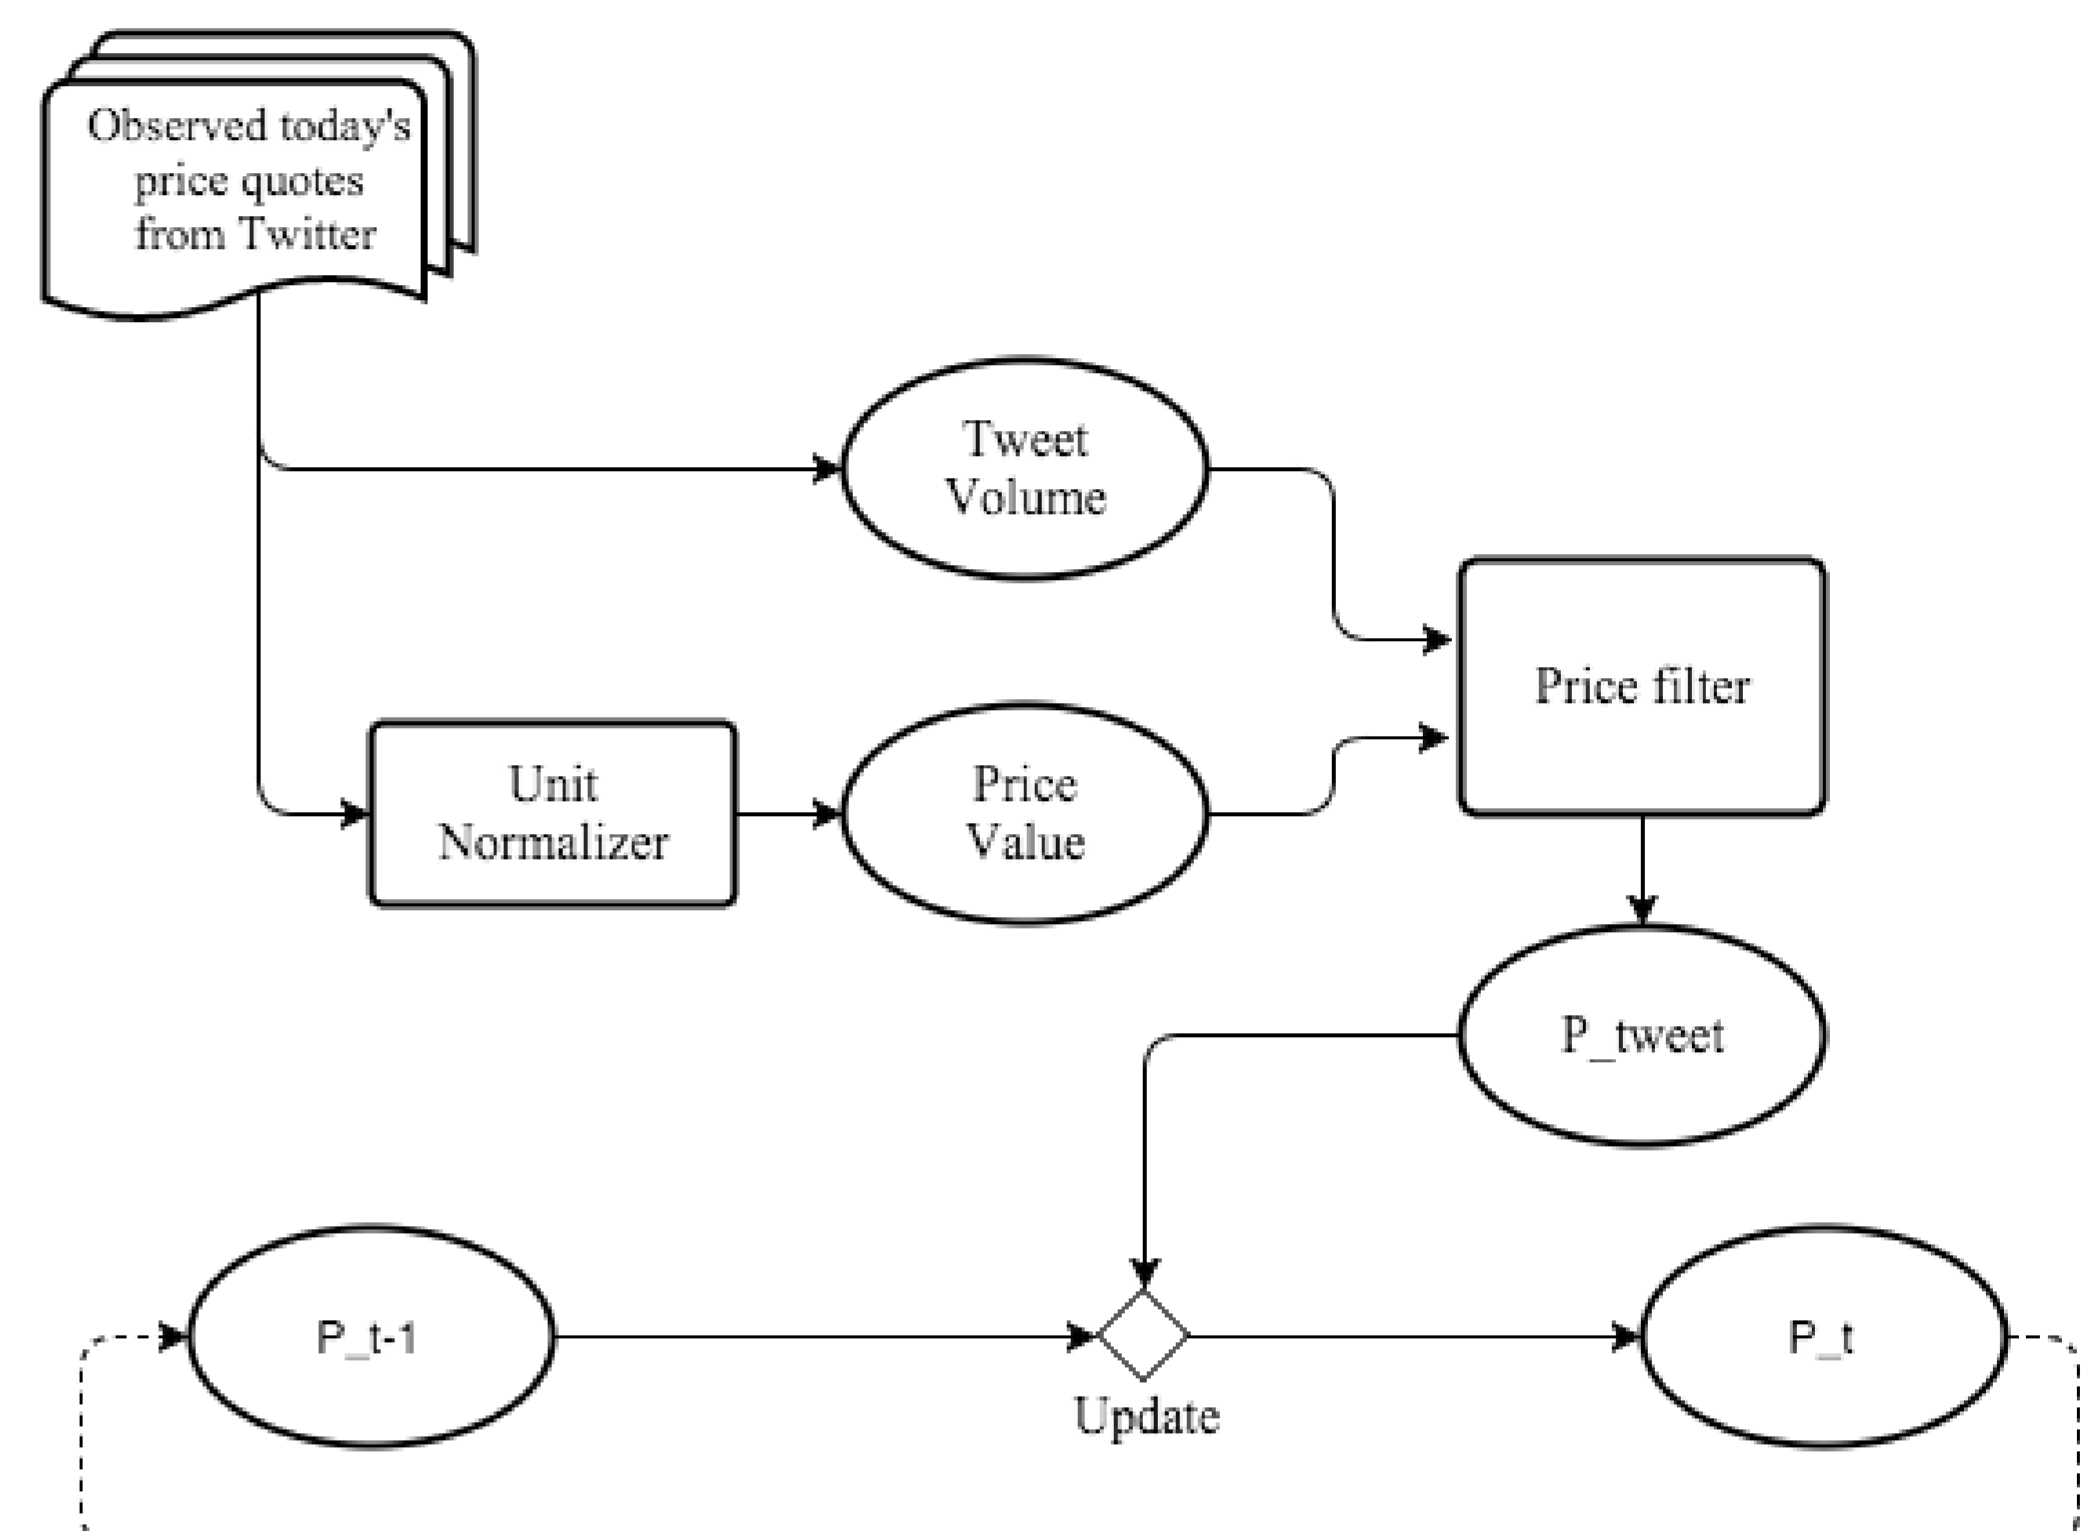 Observed today's
price quotes
from Twitter
Tweet
Volume
Price filter
Unit
Normalizer
Price
Value
P_tweet
P_t-1
P_t
Update